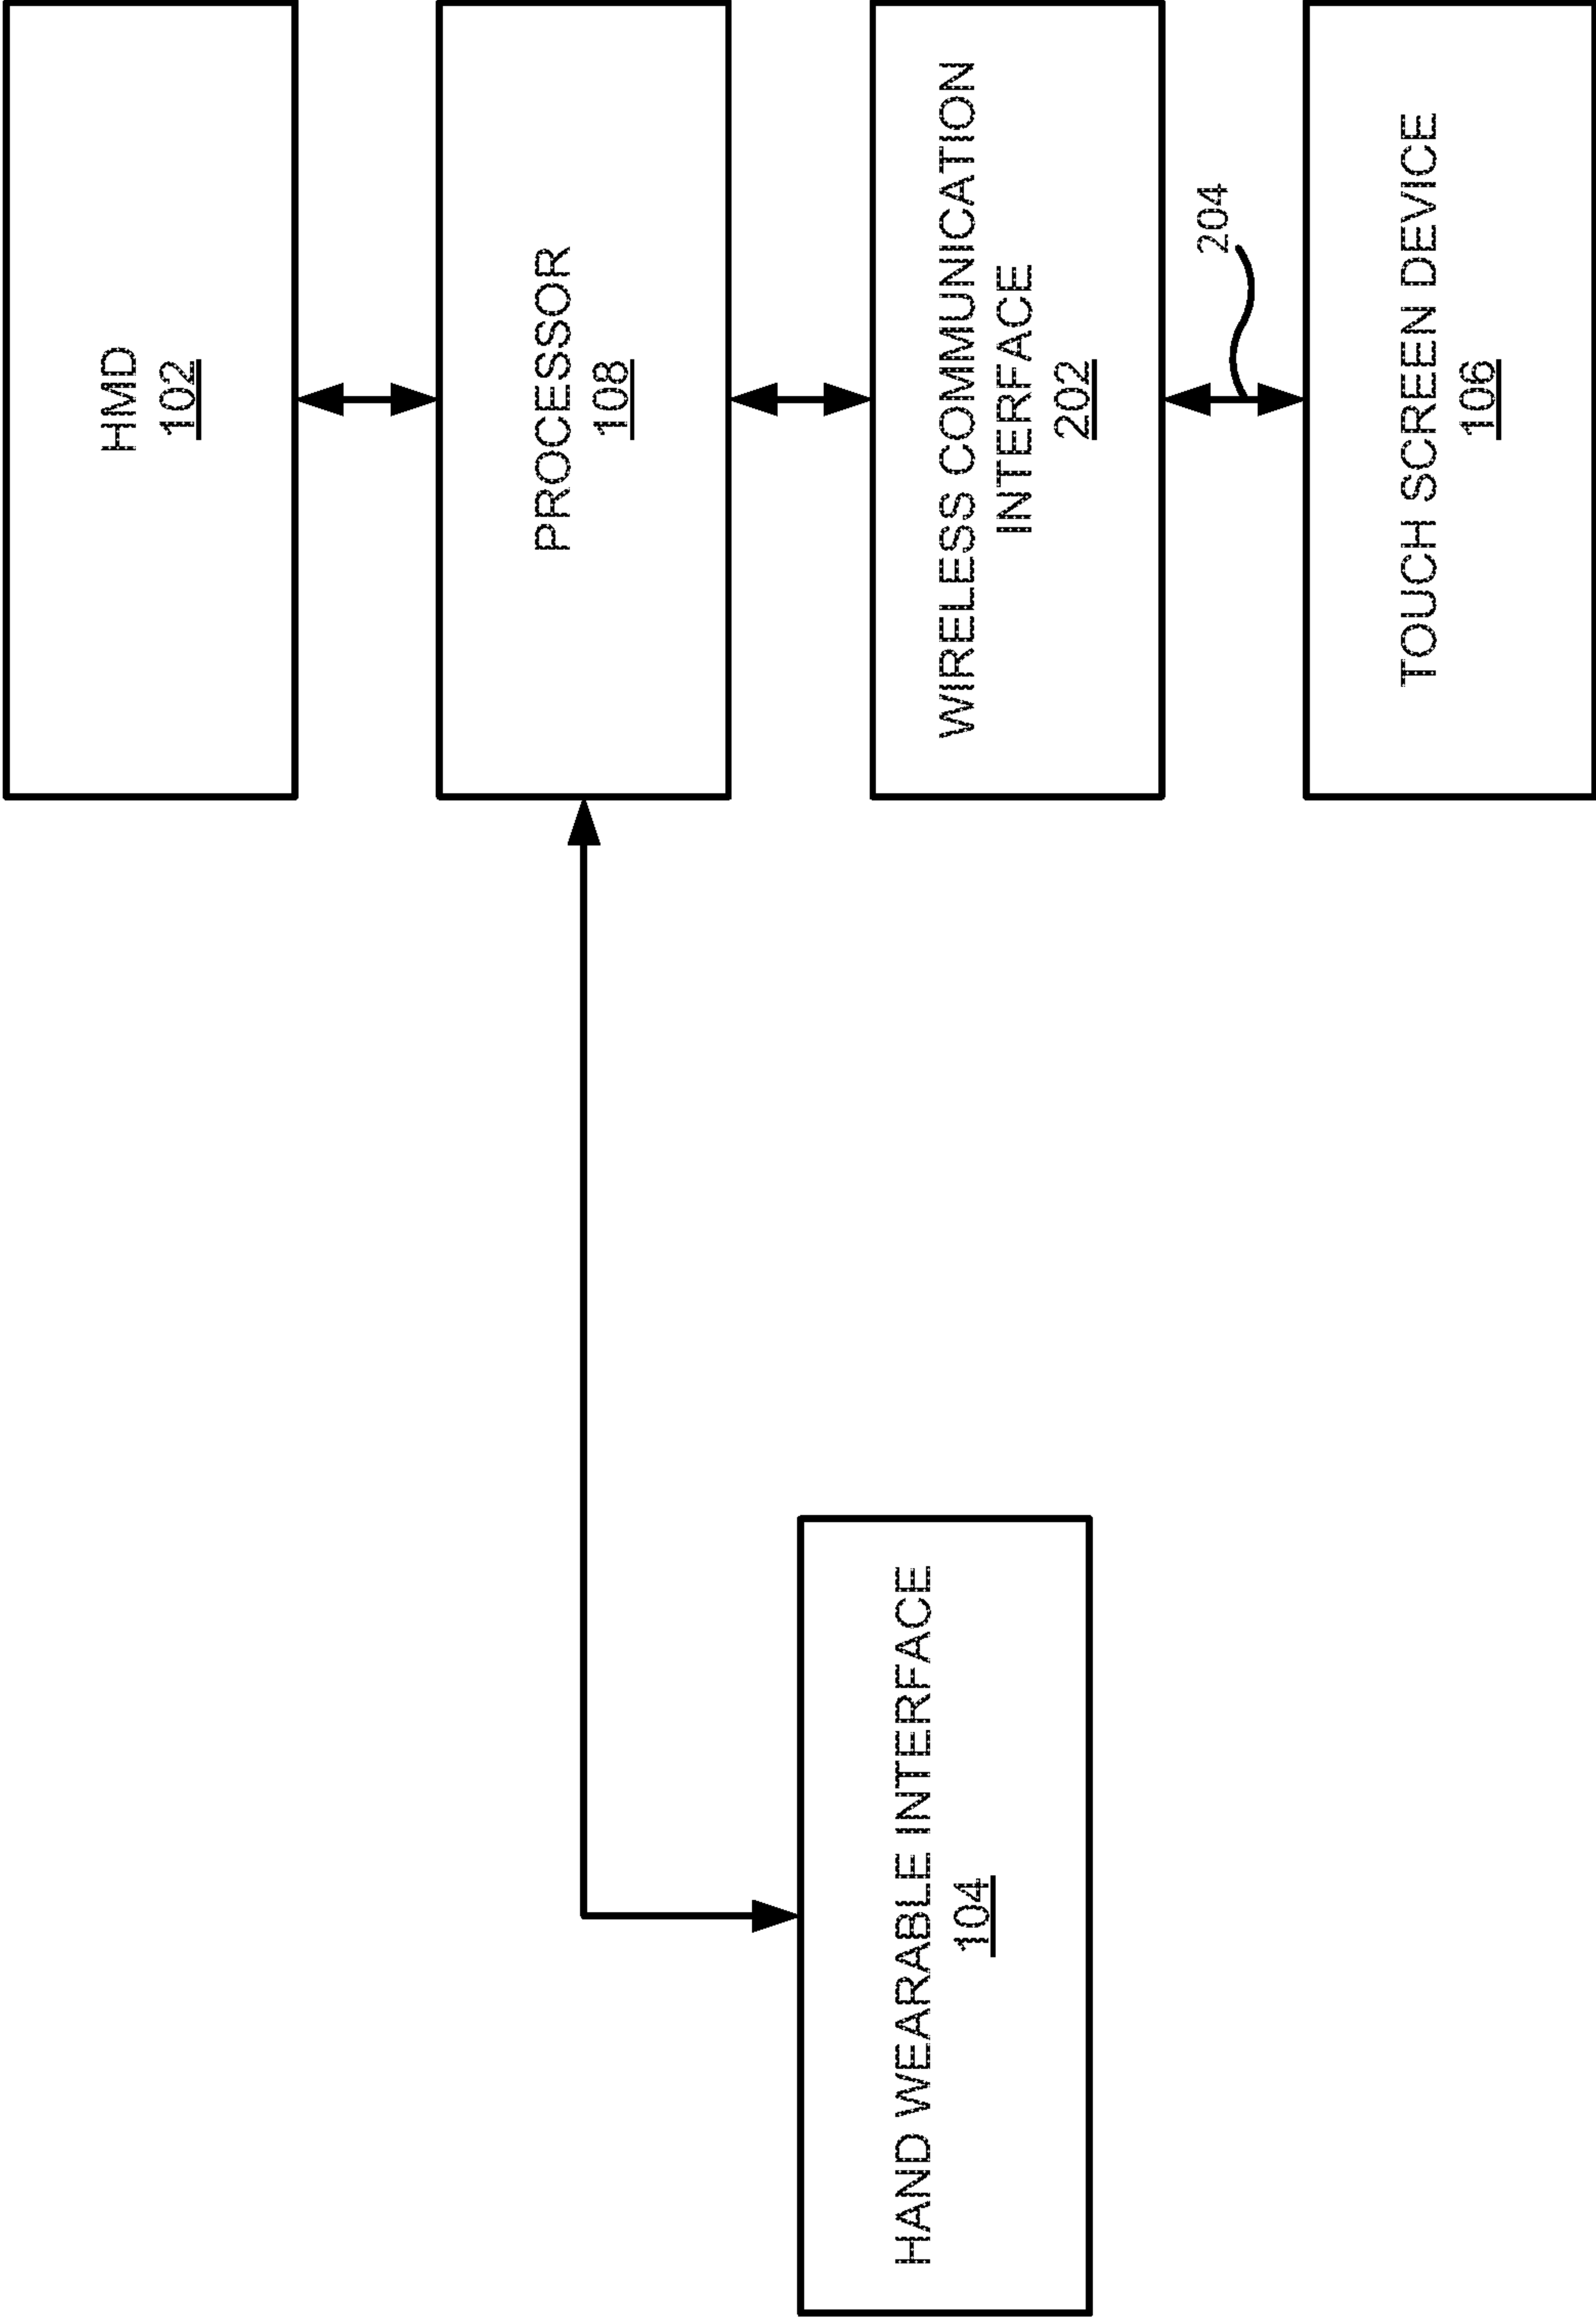 HMD
102
PROCESSOR
108
WIRELESS COMMUNICATION
INTERFACE
202
204
TOUCH SCREEN DEVICE
106
HAND WEARABLE INTERFACE
104